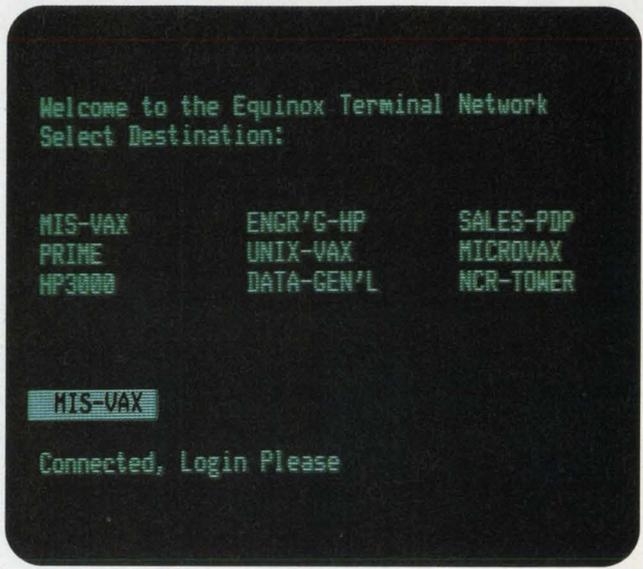 Welcome to the Equinox Terminal Network
Select Destination:
MIS-VAX ENGR'G-HP SALES-PDP
PRIME UNIX-VAX MICROVAX
HP3000 DATA-GEN'L NCR-TOWER
MIS-VAX
Connected, Login Please